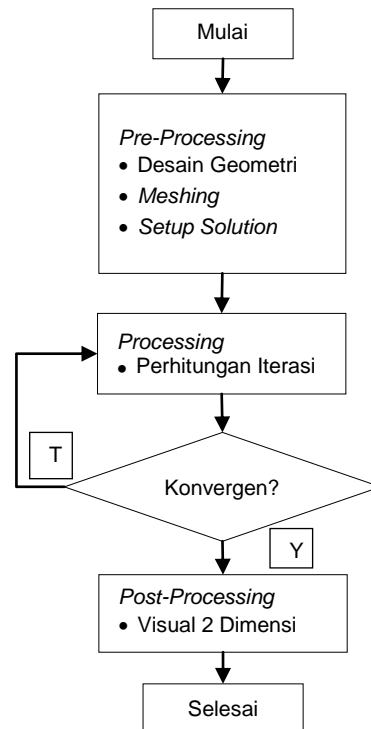 Mulai
Pre-Processing
• Desain Geometri
• Meshing
• Setup Solution
Processing
• Perhitungan Iterasi
T
Konvergen?
Y
Post-Processing
• Visual 2 Dimensi
Selesai